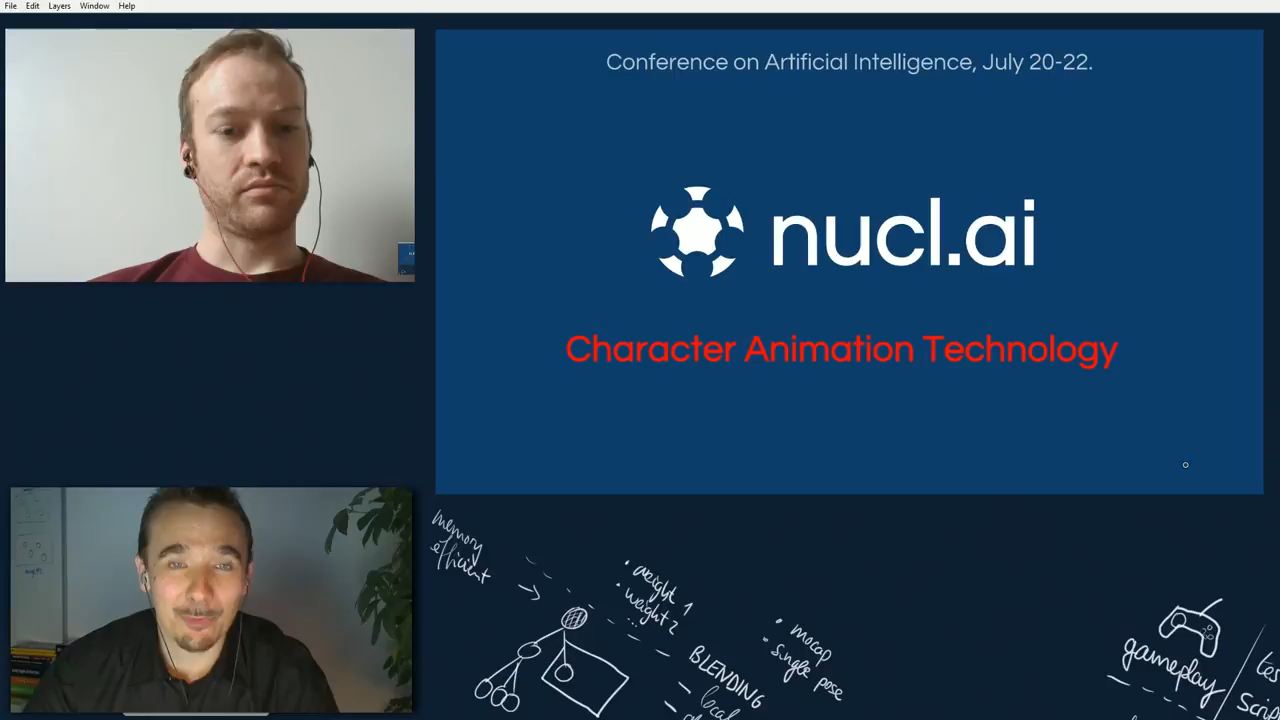 File Edit Layers Window Help
Conference on Artificial Intelligence, July 20-22.
nucl.ai
Character Animation Technology
memory
efficient
• weight 1
• weight 2
...
BLENDING
local
• mocap
• single pose
gameplay